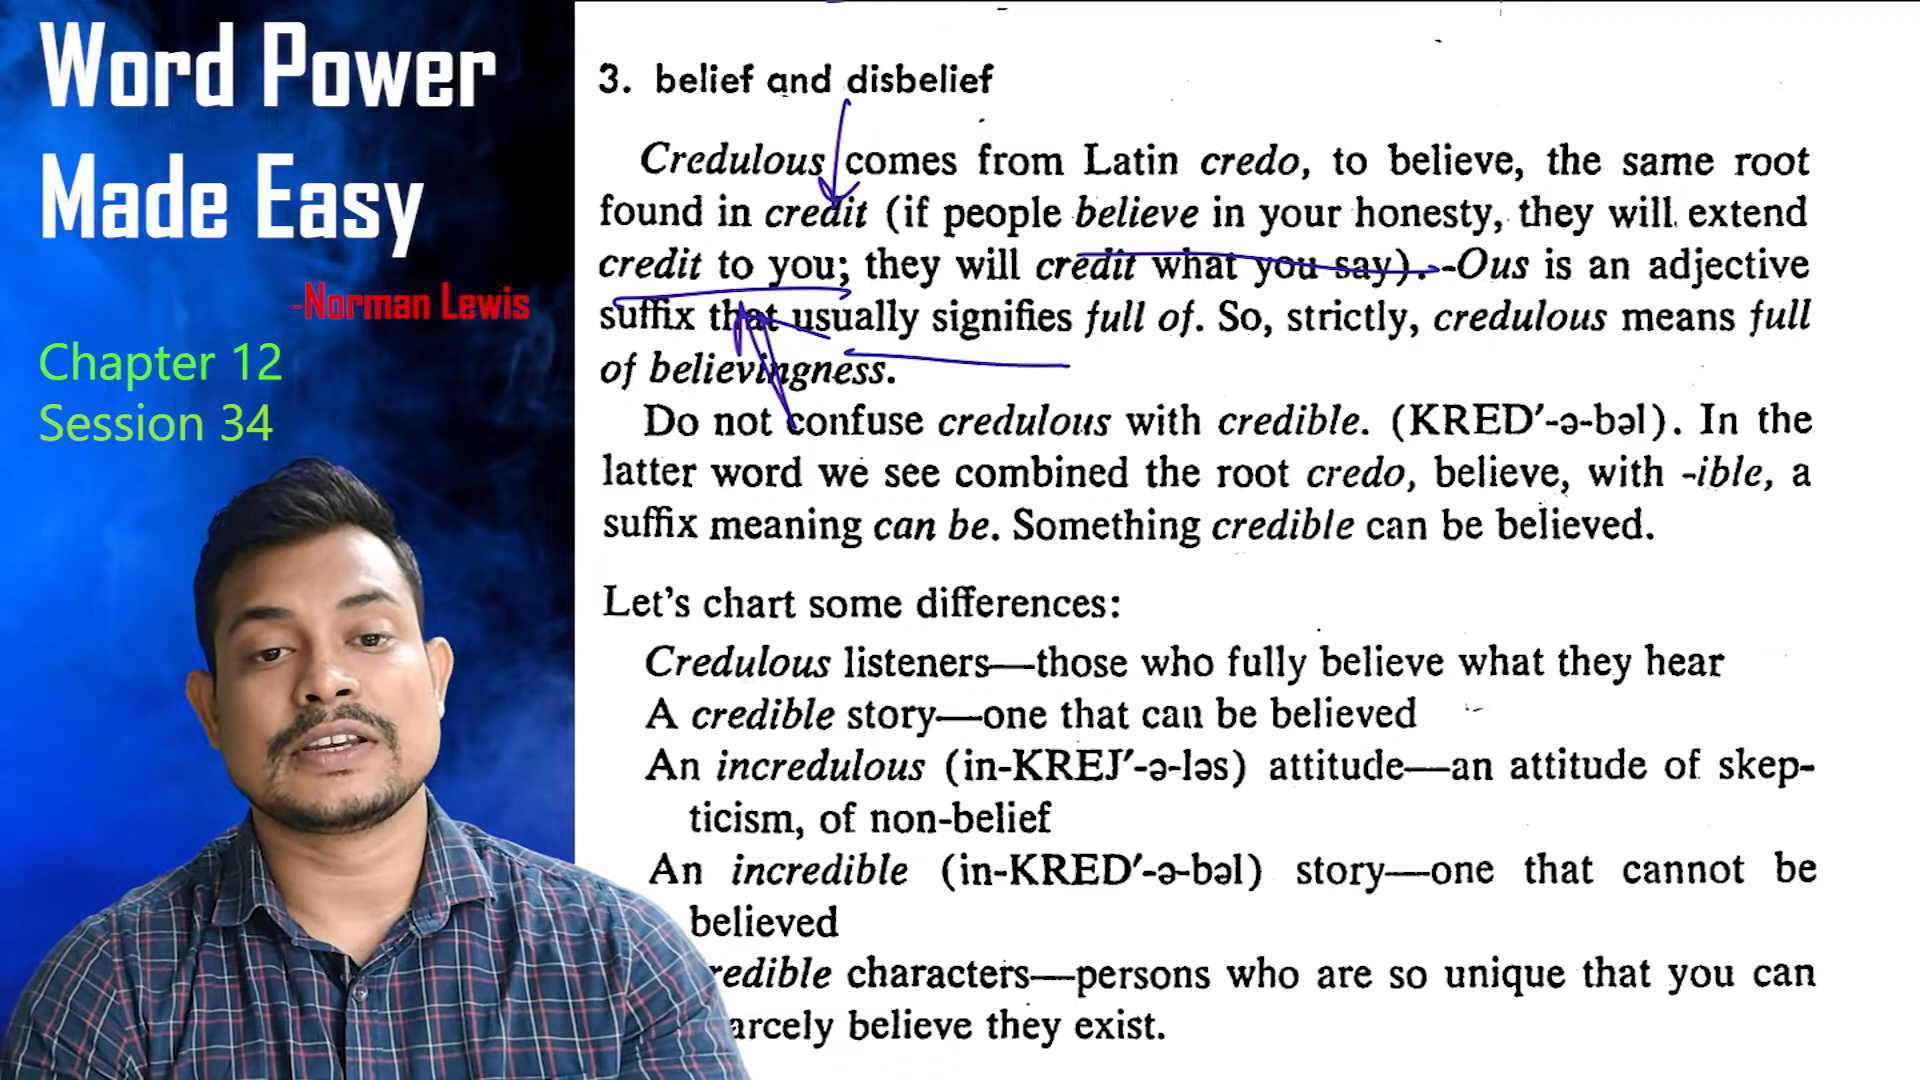 Word Power
Made Easy
-Norman Lewis
Chapter 12
Session 34
3. belief and disbelief
Credulous comes from Latin credo, to believe, the same root
found in credit (if people believe in your honesty, they will extend
credit to you; they will credit what you say). -Ous is an adjective
suffix that usually signifies full of. So, strictly, credulous means full
of believingness.
Do not confuse credulous with credible. (KRED′-ə-bəl). In the
latter word we see combined the root credo, believe, with -ible, a
suffix meaning can be. Something credible can be believed.
Let's chart some differences:
Credulous listeners—those who fully believe what they hear
A credible story—one that can be believed
An incredulous (in-KREJ′-ə-ləs) attitude—an attitude of skep-
ticism, of non-belief
An incredible (in-KRED′-ə-bəl) story—one that cannot be
believed
characters—persons who are so unique that you can
believe they exist.